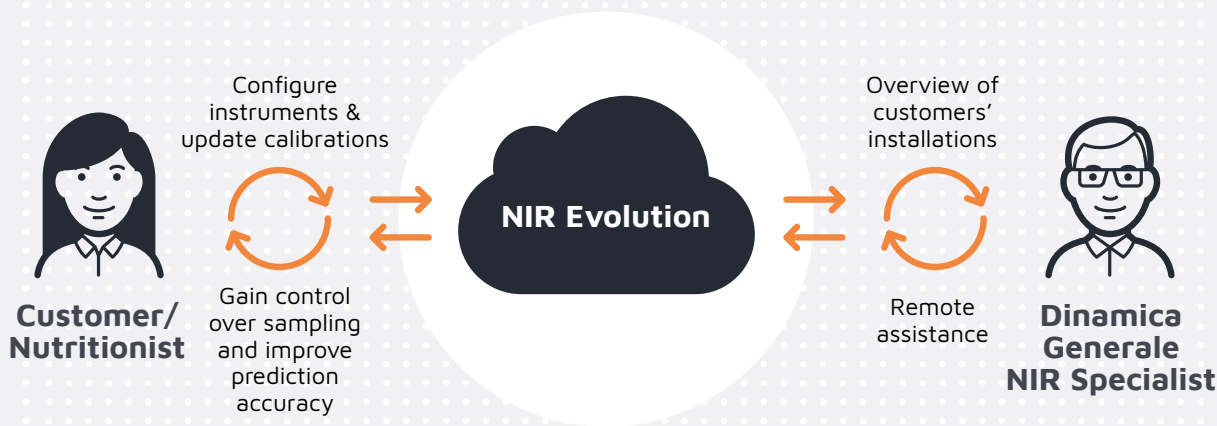 Configure
instruments &
update calibrations
Customer/
Nutritionist
Gain control
over sampling
and improve
prediction
accuracy
NIR Evolution
Overview of
customers’
installations
Remote
assistance
Dinamica
Generale
NIR Specialist